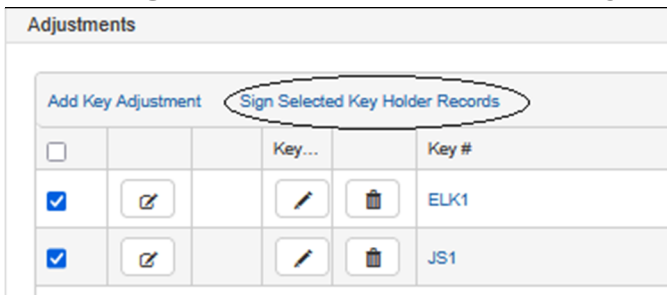 Adjustments
Add Key Adjustment Sign Selected Key Holder Records
Key... Key #
ELK1
JS1